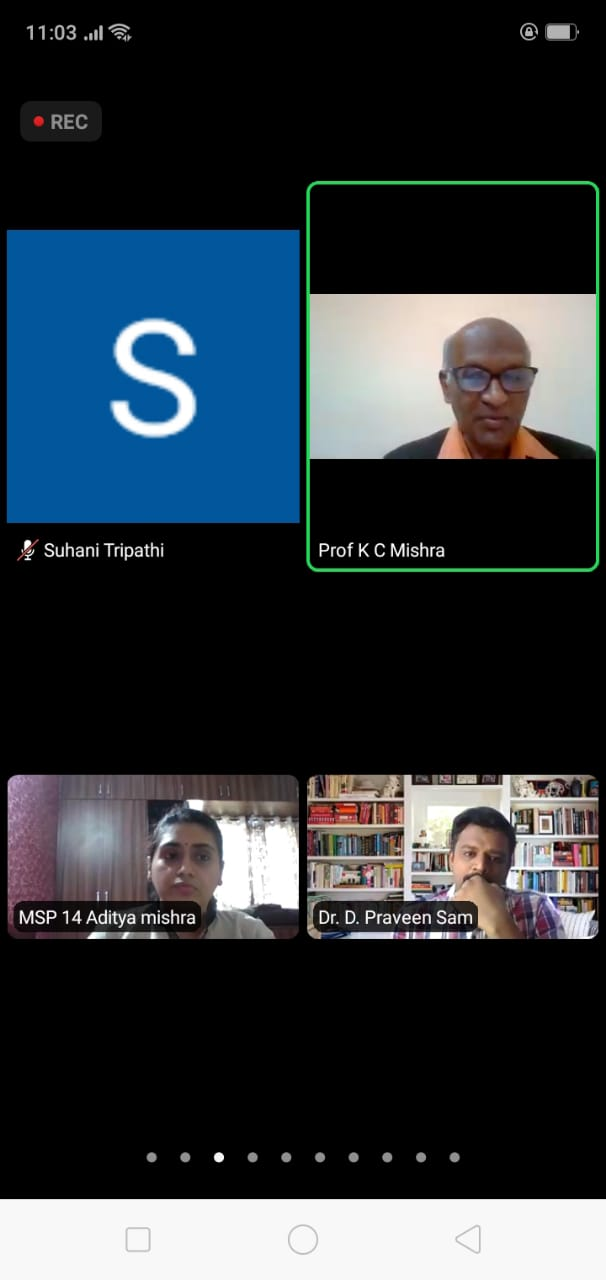 11:03
REC
S
Suhani Tripathi
Prof K C Mishra
MSP 14 Aditya mishra
Dr. D. Praveen Sam